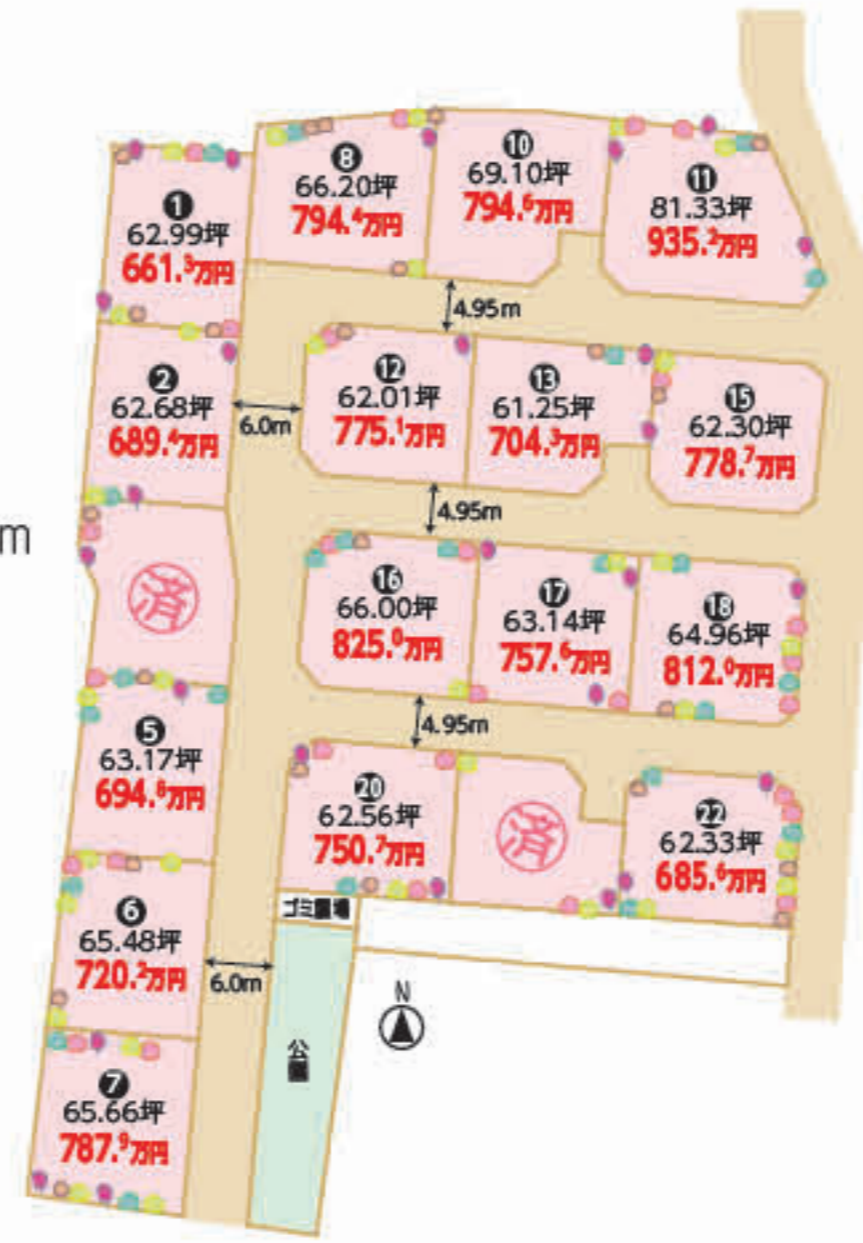 ❶
62.99坪
661.3万円
❽
66.20坪
794.4万円
❿
69.10坪
794.6万円
⓫
81.33坪
935.2万円
4.95m
❷
62.68坪
689.4万円
6.0m
⓬
62.01坪
775.1万円
⓭
61.25坪
704.3万円
⓯
62.30坪
778.7万円
4.95m
m
済
⓰
66.00坪
825.0万円
⓱
63.14坪
757.6万円
⓲
64.96坪
812.0万円
4.95m
❺
63.17坪
694.8万円
⓴
62.56坪
750.7万円
済
㉒
62.33坪
685.6万円
ゴミ置場
❻
65.48坪
720.2万円
6.0m
N
公園
❼
65.66坪
787.9万円